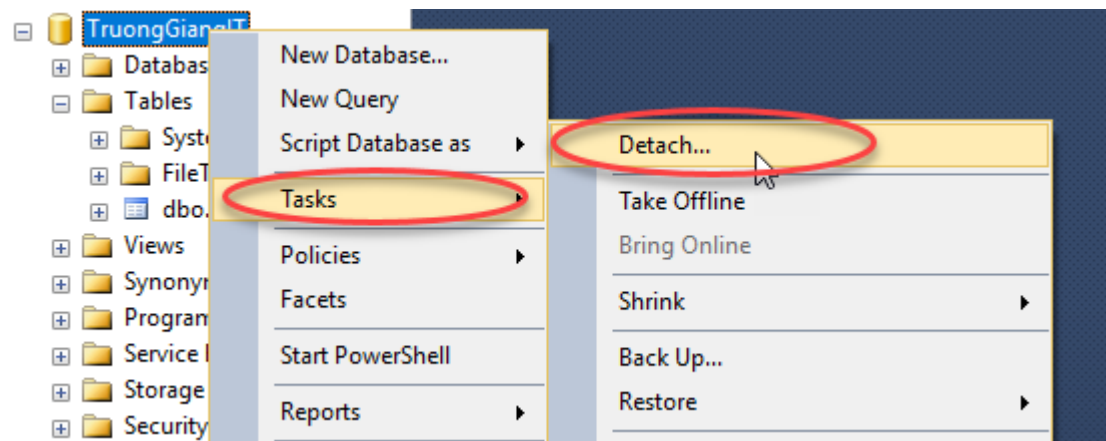 TruongGiangIT
Databas
Tables
Syste
FileT
dbo.
Views
Synonyr
Program
Service
Storage
Security
New Database...
New Query
Script Database as
Tasks
Policies
Facets
Start PowerShell
Reports
Detach...
Take Offline
Bring Online
Shrink
Back Up...
Restore